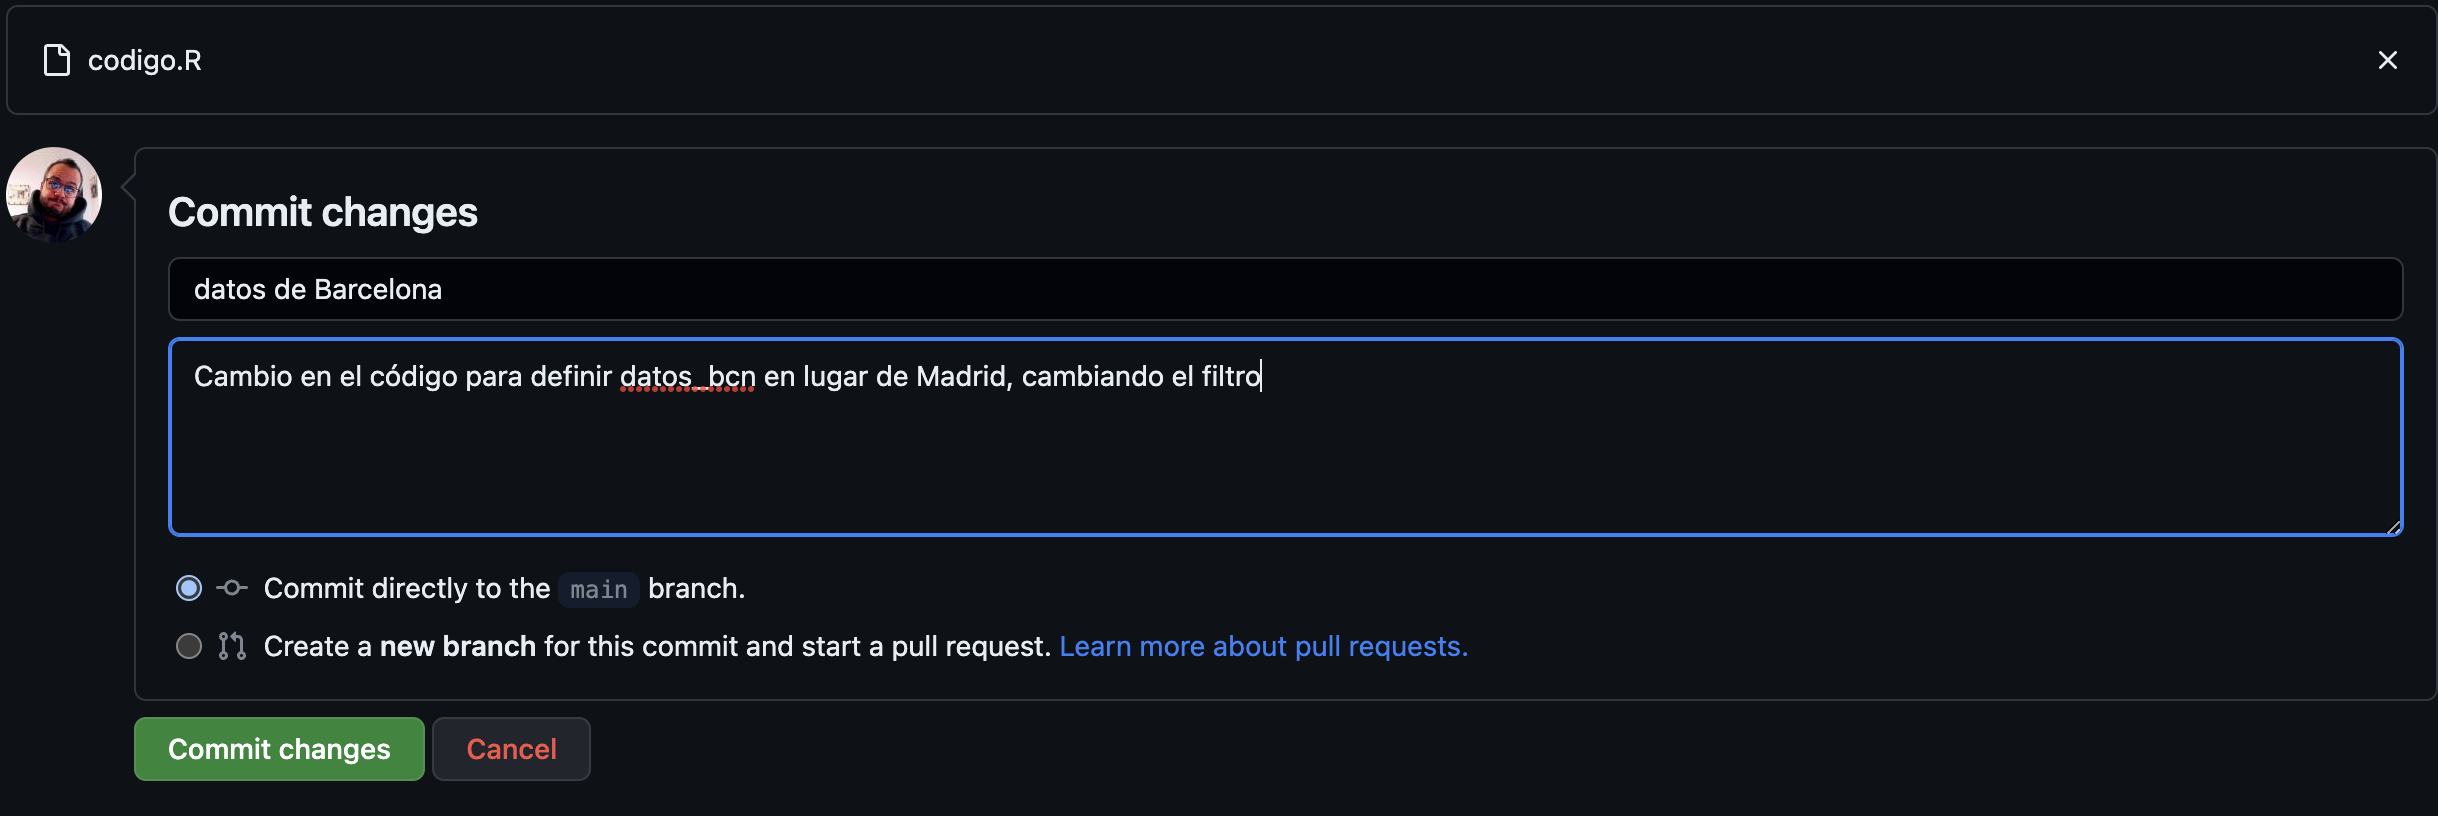 codigo.R
Commit changes
datos de Barcelona
Cambio en el código para definir datos_bcn en lugar de Madrid, cambiando el filtro
Commit directly to the main branch.
Create a new branch for this commit and start a pull request. Learn more about pull requests.
Commit changes Cancel